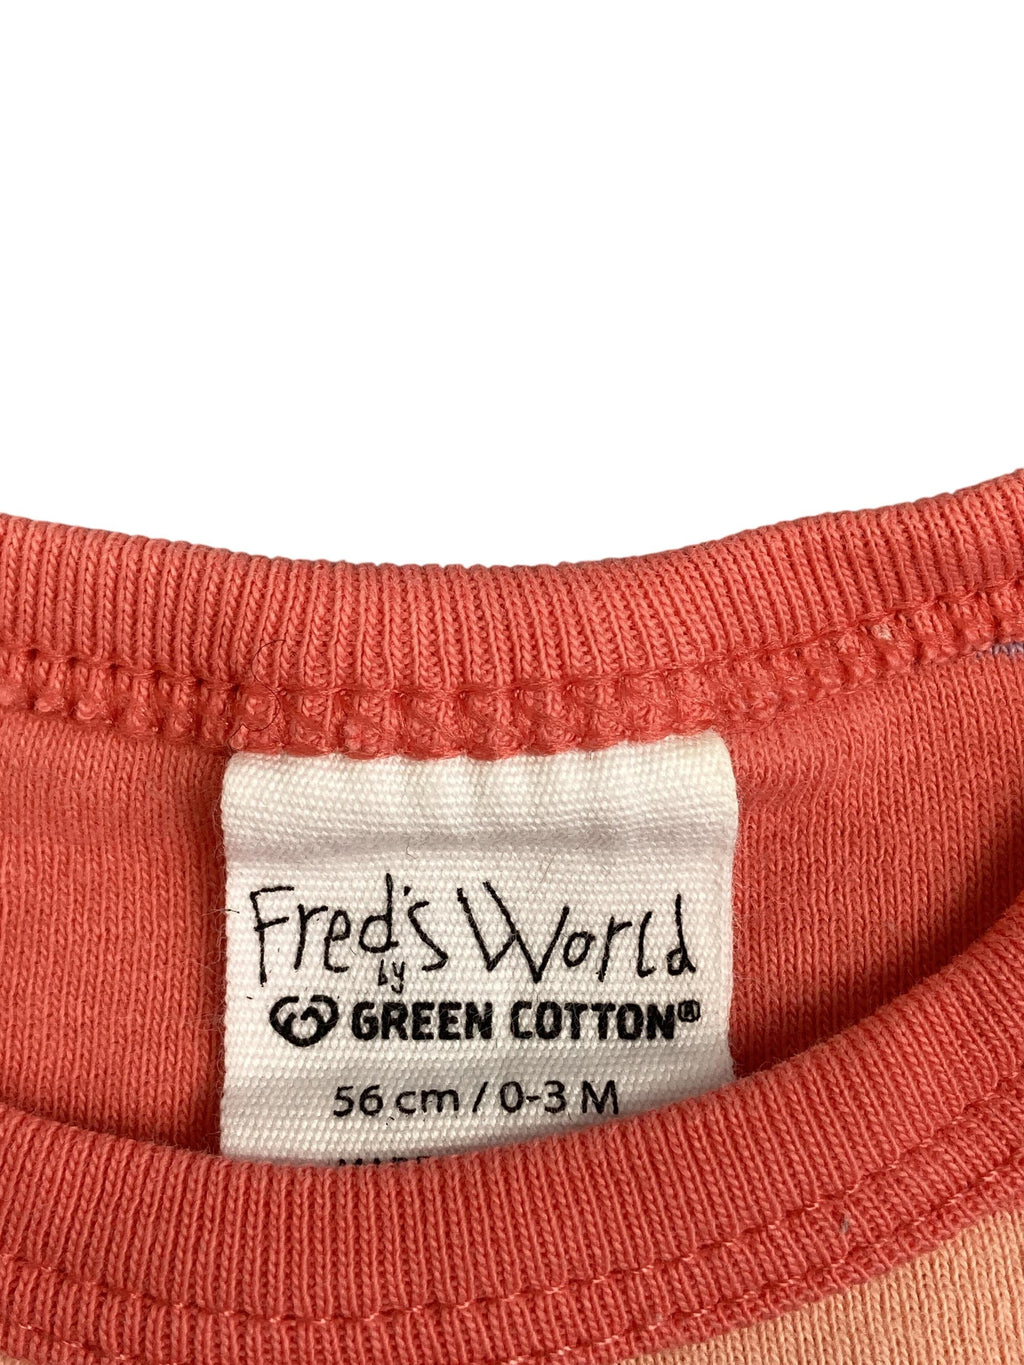 Fred's World
by
GREEN COTTON®
56 cm / 0-3 M